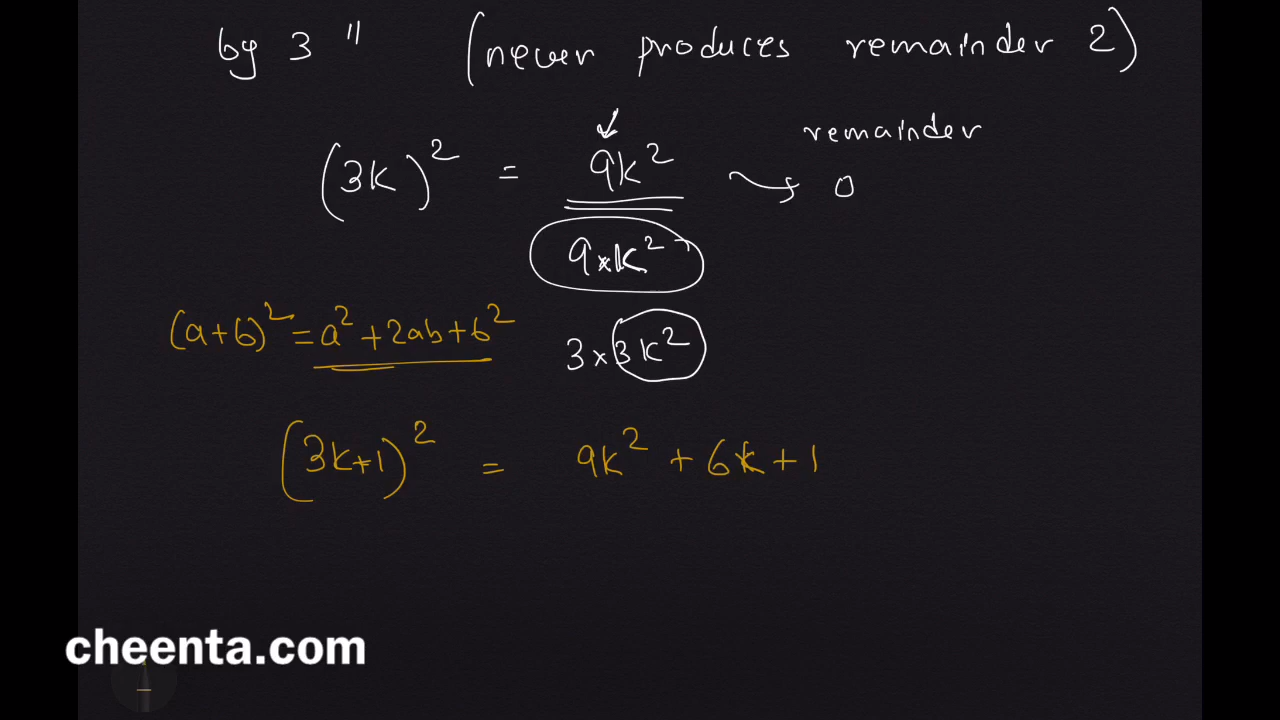 by 3 " (never produces remainder 2)
remainder
(3k)² = 9k² ⤳ 0
9×k²
(a+b)² = a² + 2ab + b²
3×3k²
(3k+1)² = 9k² + 6k + 1
cheenta.com